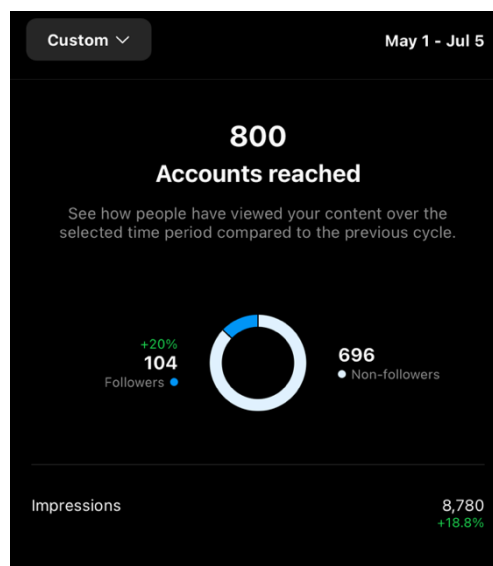 Custom
May 1 - Jul 5
800
Accounts reached
See how people have viewed your content over the
selected time period compared to the previous cycle.
+20%
104
Followers
696
Non-followers
Impressions
8,780
+18.8%